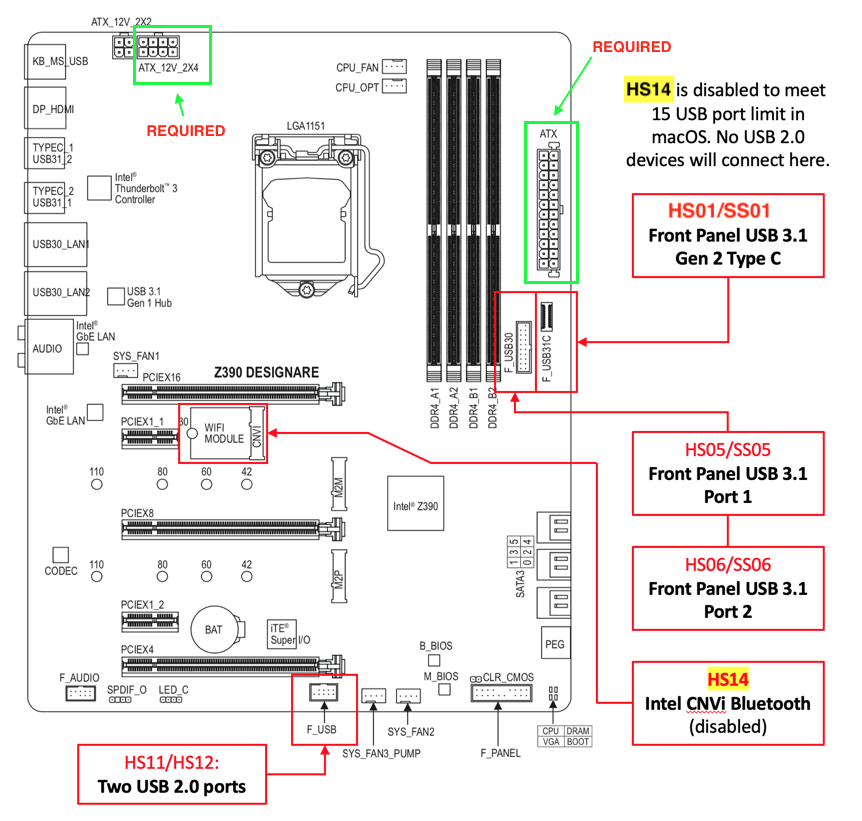 ATX_12V_2X2
KB_MS_USB
ATX_12V_2X4
REQUIRED
CPU_FAN
CPU_OPT
REQUIRED
HS14 is disabled to meet
15 USB port limit in
macOS. No USB 2.0
devices will connect here.
DP_HDMI
LGA1151
ATX
TYPEC_1
USB31_2
TYPEC_2
USB31_1
Intel®
Thunderbolt™ 3
Controller
HS01/SS01
Front Panel USB 3.1
Gen 2 Type C
USB30_LAN1
USB30_LAN2
USB 3.1
Gen 1 Hub
AUDIO
Intel®
GbE LAN
SYS_FAN1
Z390 DESIGNARE
F_USB30
F_USB31C
PCIEX16
DDR4_A1
DDR4_A2
DDR4_B1
DDR4_B2
Intel®
GbE LAN
PCIEX1_1
80
WIFI
MODULE
CNVi
HS05/SS05
Front Panel USB 3.1
Port 1
110
80
60
42
M2M
Intel® Z390
PCIEX8
SATA3
1 3 5
0 2 4
HS06/SS06
Front Panel USB 3.1
Port 2
CODEC
110
80
60
42
M2P
PCIEX1_2
BAT
iTE®
Super I/O
B_BIOS
PEG
PCIEX4
M_BIOS
CLR_CMOS
HS14
Intel CNVi Bluetooth
(disabled)
F_AUDIO
SPDIF_O
LED_C
F_USB
SYS_FAN3_PUMP
SYS_FAN2
F_PANEL
CPU DRAM
VGA BOOT
HS11/HS12:
Two USB 2.0 ports